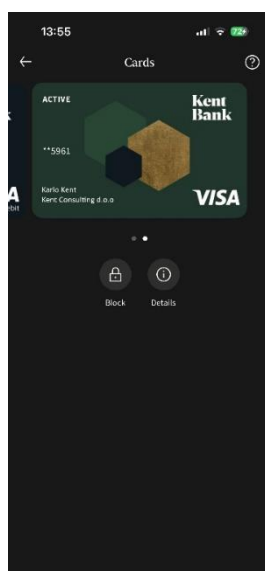 13:55
72
Cards
ACTIVE
Kent
Bank
**5961
Karlo Kent
Kent Consulting d.o.o
VISA
Block
Details